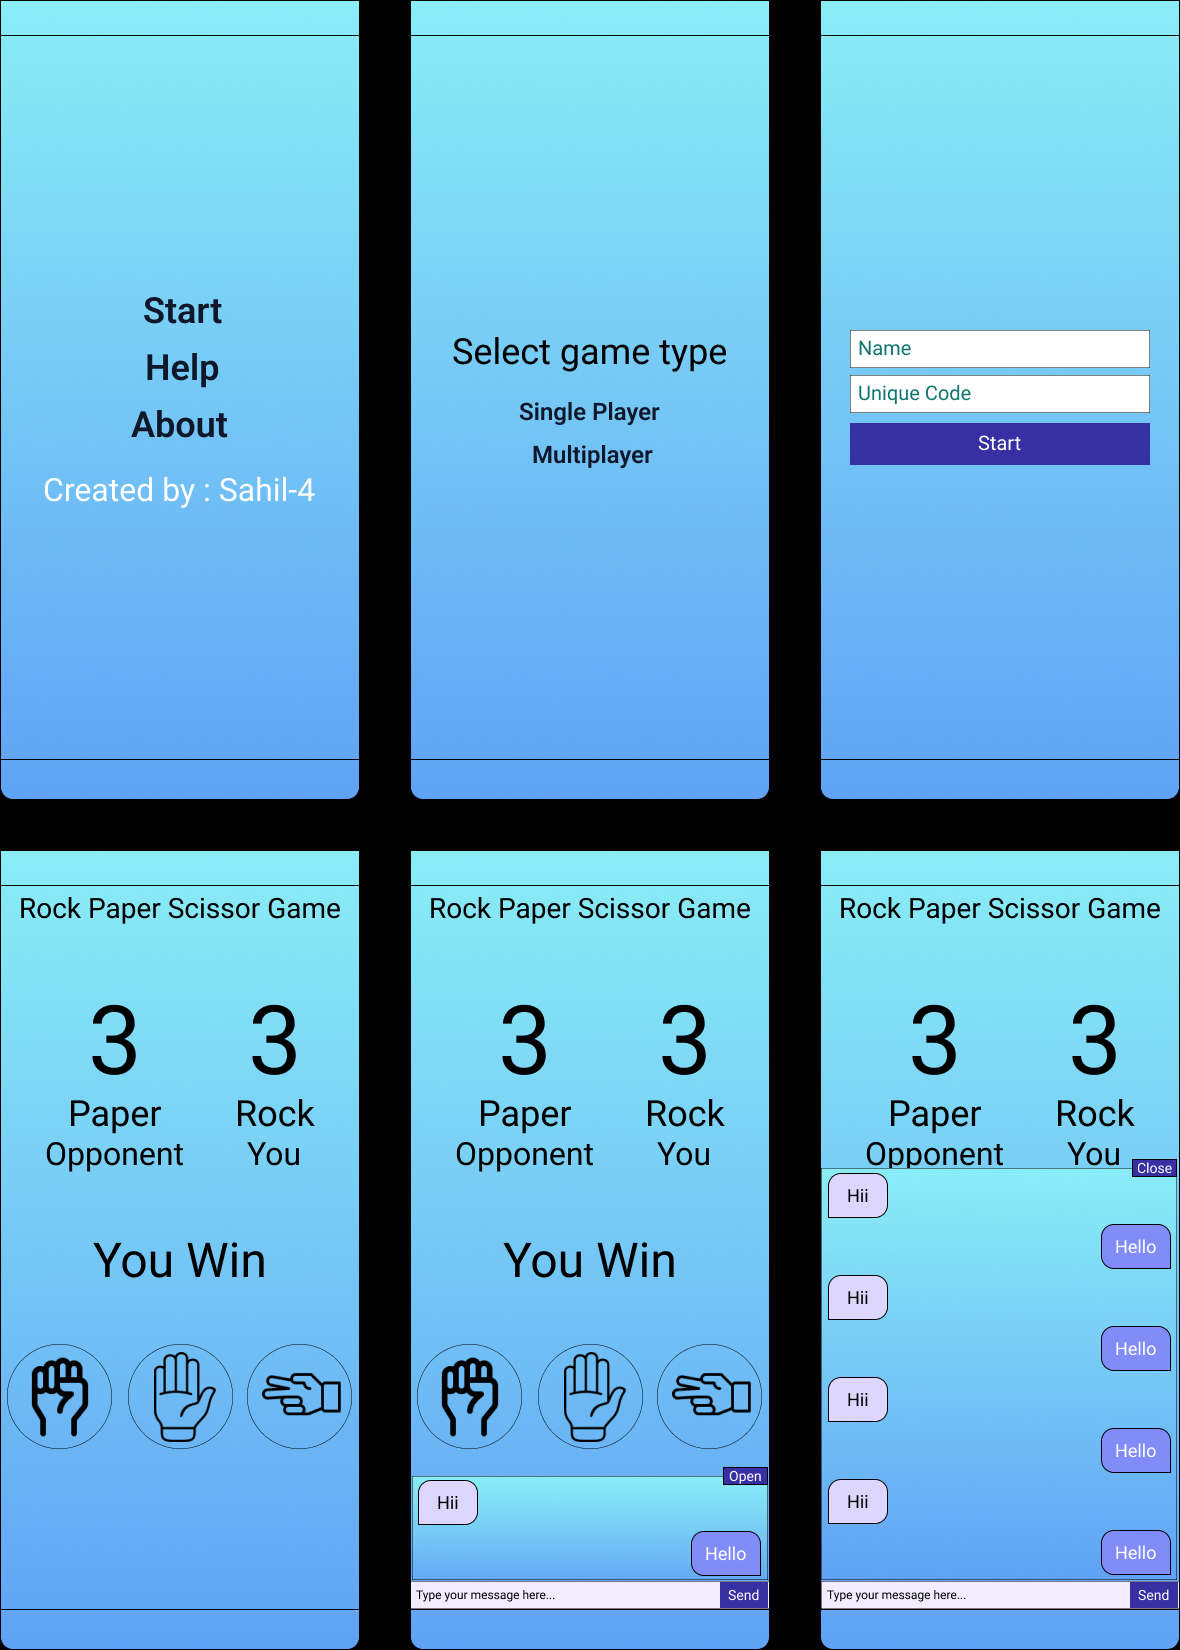 Start
Help
About
Created by : Sahil-4
Select game type
Single Player
Multiplayer
Name
Unique Code
Start
Rock Paper Scissor Game
3 3
Paper Rock
Opponent You
You Win
Rock Paper Scissor Game
3 3
Paper Rock
Opponent You
You Win
Open
Hii
Hello
Type your message here...
Send
Rock Paper Scissor Game
3 3
Paper Rock
Opponent You
Close
Hii
Hello
Hii
Hello
Hii
Hello
Hii
Hello
Type your message here...
Send